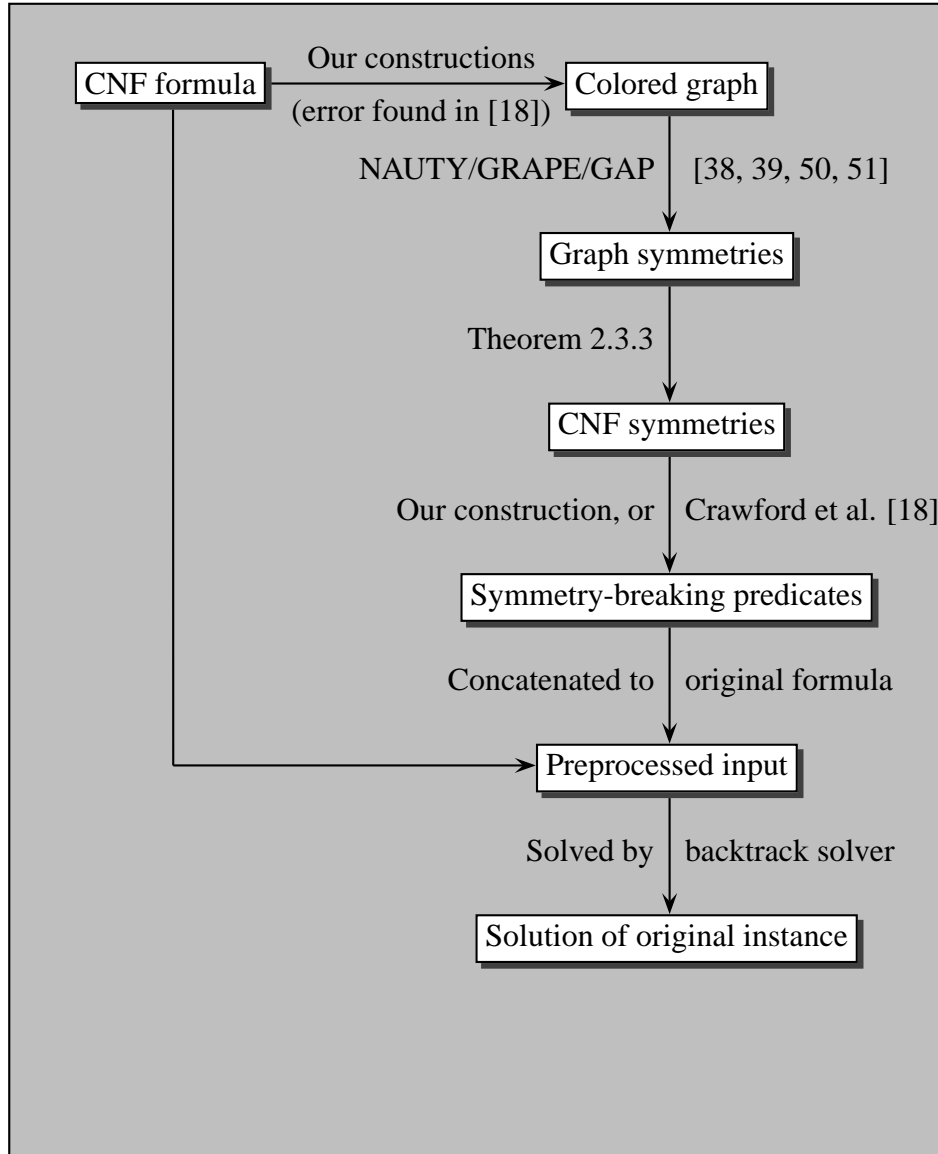 Our constructions
CNF formula
Colored graph
(error found in [18])
NAUTY/GRAPE/GAP [38, 39, 50, 51]
Graph symmetries
Theorem 2.3.3
CNF symmetries
Our construction, or Crawford et al. [18]
Symmetry-breaking predicates
Concatenated to original formula
Preprocessed input
Solved by backtrack solver
Solution of original instance